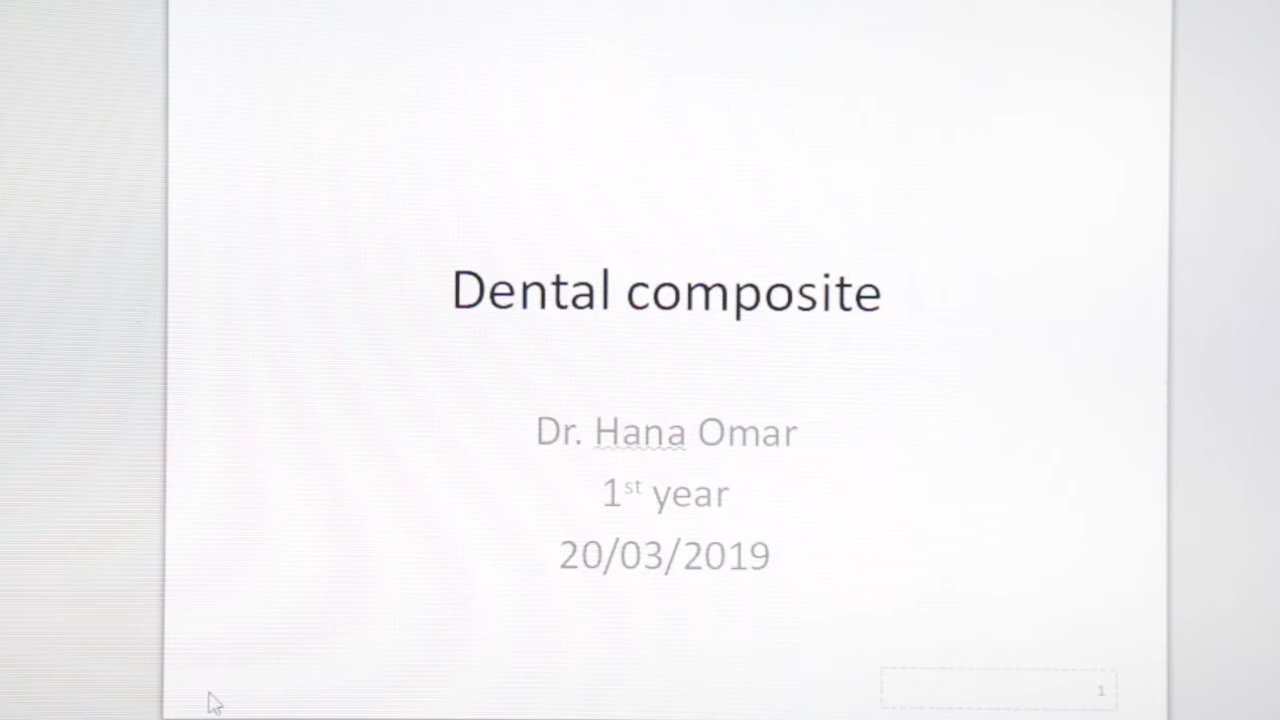 Dental composite
Dr. Hana Omar
1st year
20/03/2019
1